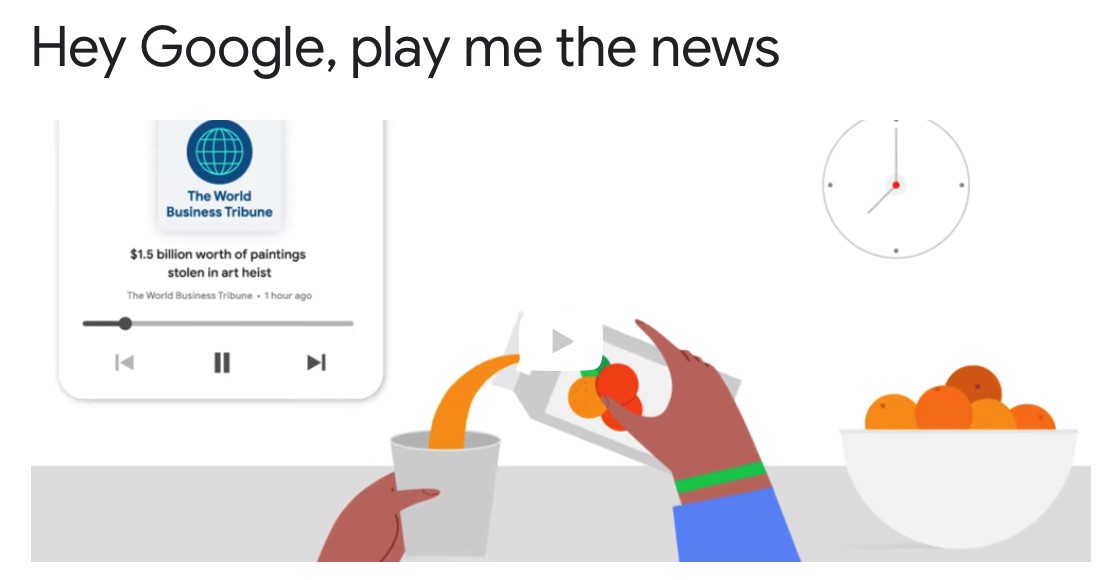 Hey Google, play me the news
The World
Business Tribune
$1.5 billion worth of paintings
stolen in art heist
The World Business Tribune • 1 hour ago